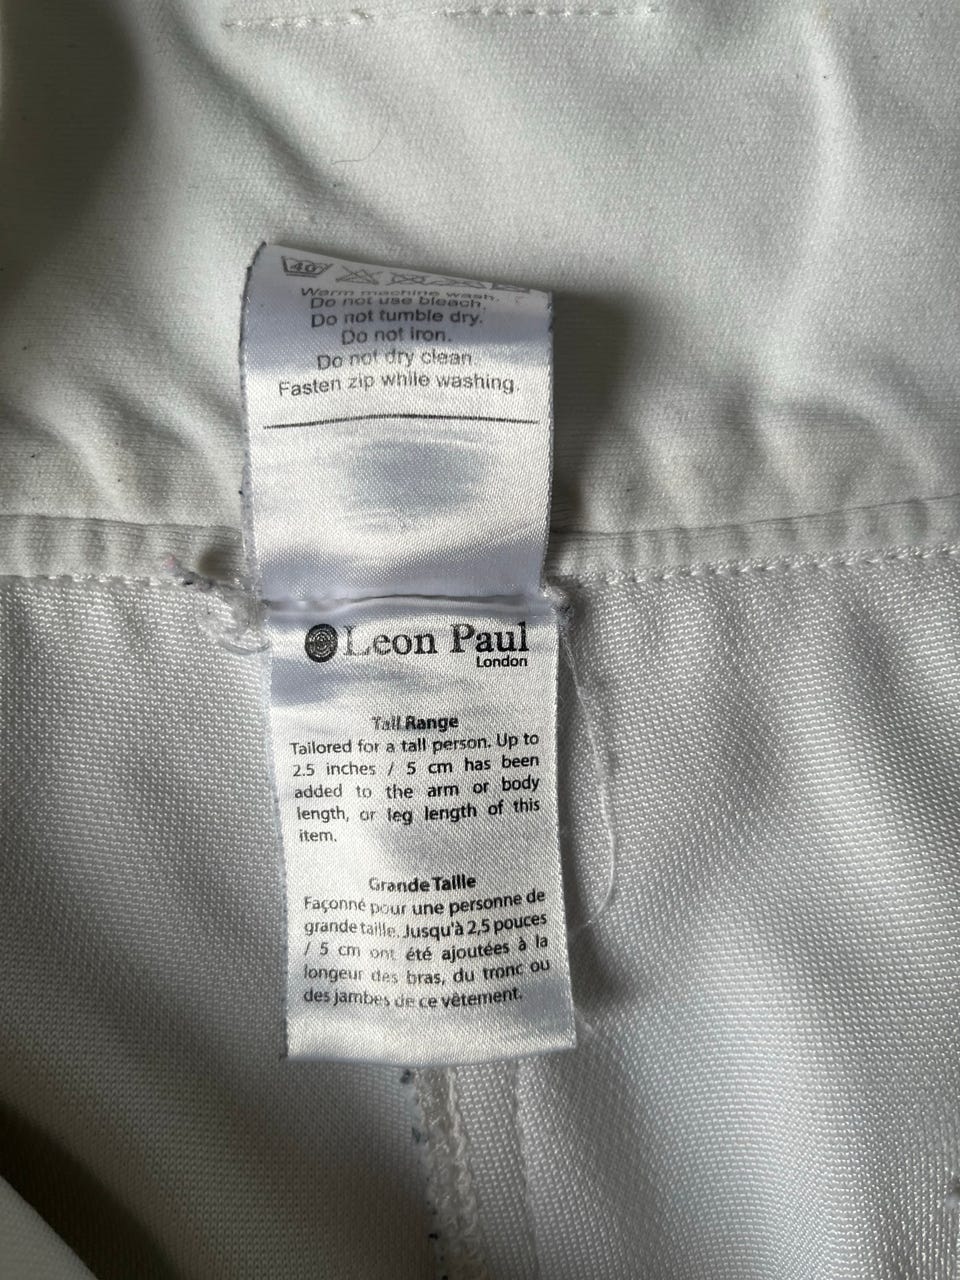 40
Warm machine wash.
Do not use bleach.
Do not tumble dry.
Do not iron.
Do not dry clean.
Fasten zip while washing.
Leon Paul
London
Tall Range
Tailored for a tall person. Up to
2.5 inches / 5 cm has been
added to the arm or body
length, or leg length of this
item.
Grande Taille
Façonné pour une personne de
grande taille. Jusqu'à 2,5 pouces
/ 5 cm ont été ajoutées à la
longeur des bras, du tronc ou
des jambes de ce vêtement.